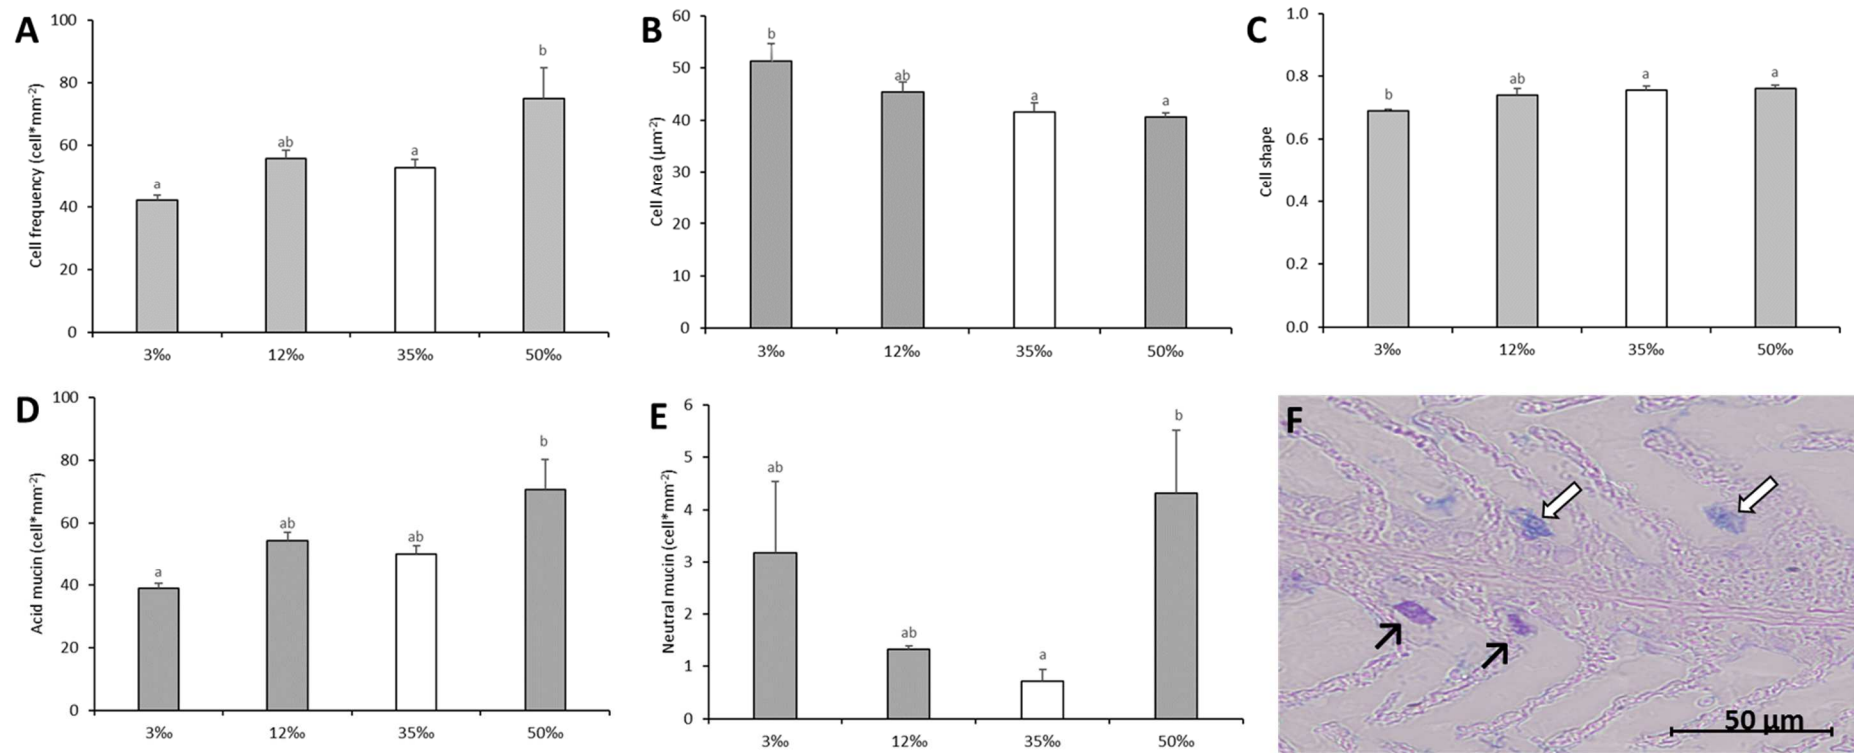 A
Cell frequency (cell*mm-2)
100
80
60
40
20
0
a
ab
a
b
3‰
12‰
35‰
50‰
B
Cell Area (µm-2)
60
50
40
30
20
10
0
b
ab
a
a
3‰
12‰
35‰
50‰
C
Cell shape
1.0
0.8
0.6
0.4
0.2
0.0
b
ab
a
a
3‰
12‰
35‰
50‰
D
Acid mucin (cell*mm-2)
100
80
60
40
20
0
a
ab
ab
b
3‰
12‰
35‰
50‰
E
Neutral mucin (cell*mm-2)
6
5
4
3
2
1
0
ab
ab
a
b
3‰
12‰
35‰
50‰
F
50 µm